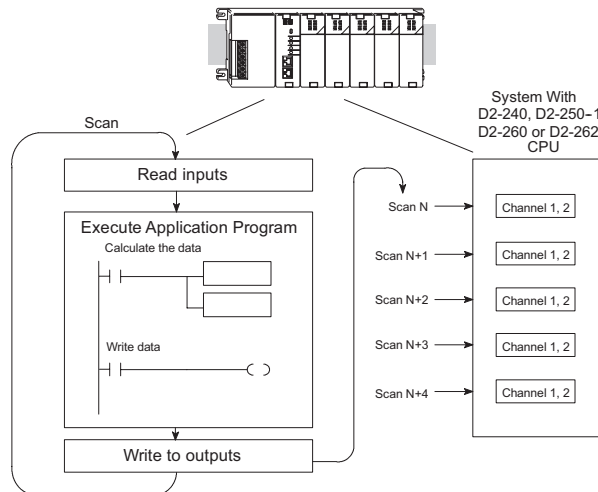 System With
D2-240, D2-250-1
D2-260 or D2-262
CPU
Scan
Read inputs
Execute Application Program
Calculate the data
Write data
Write to outputs
Scan N
Channel 1, 2
Scan N+1
Channel 1, 2
Scan N+2
Channel 1, 2
Scan N+3
Channel 1, 2
Scan N+4
Channel 1, 2